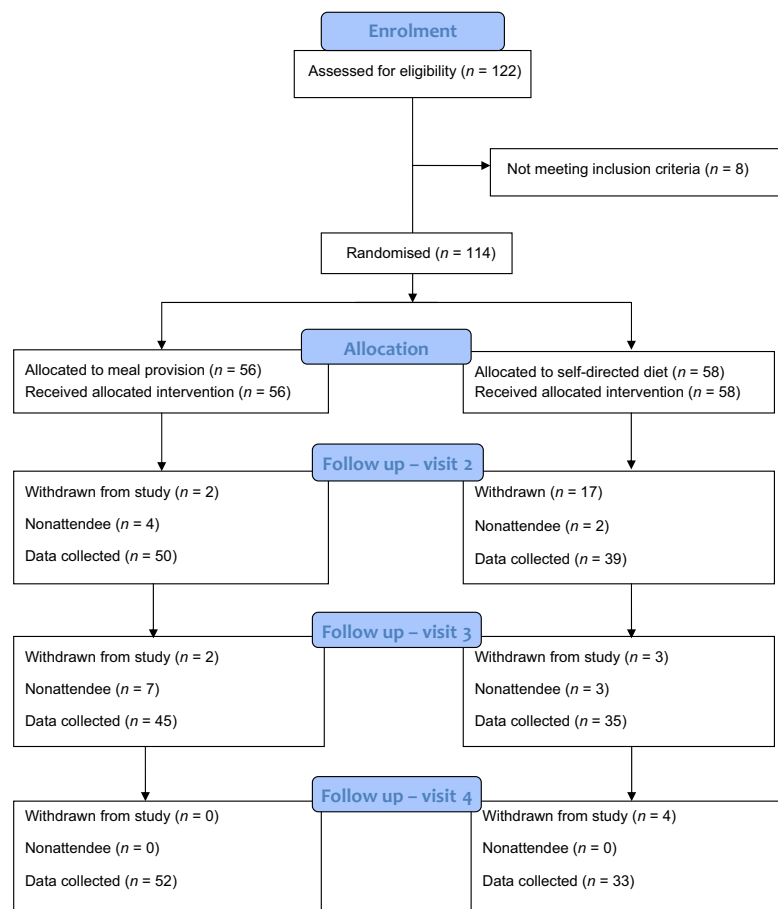 Enrolment
Assessed for eligibility (n = 122)
Not meeting inclusion criteria (n = 8)
Randomised (n = 114)
Allocation
Allocated to meal provision (n = 56)
Received allocated intervention (n = 56)
Allocated to self-directed diet (n = 58)
Received allocated intervention (n = 58)
Follow up – visit 2
Withdrawn from study (n = 2)
Nonattendee (n = 4)
Data collected (n = 50)
Withdrawn (n = 17)
Nonattendee (n = 2)
Data collected (n = 39)
Follow up – visit 3
Withdrawn from study (n = 2)
Nonattendee (n = 7)
Data collected (n = 45)
Withdrawn from study (n = 3)
Nonattendee (n = 3)
Data collected (n = 35)
Follow up – visit 4
Withdrawn from study (n = 0)
Nonattendee (n = 0)
Data collected (n = 52)
Withdrawn from study (n = 4)
Nonattendee (n = 0)
Data collected (n = 33)